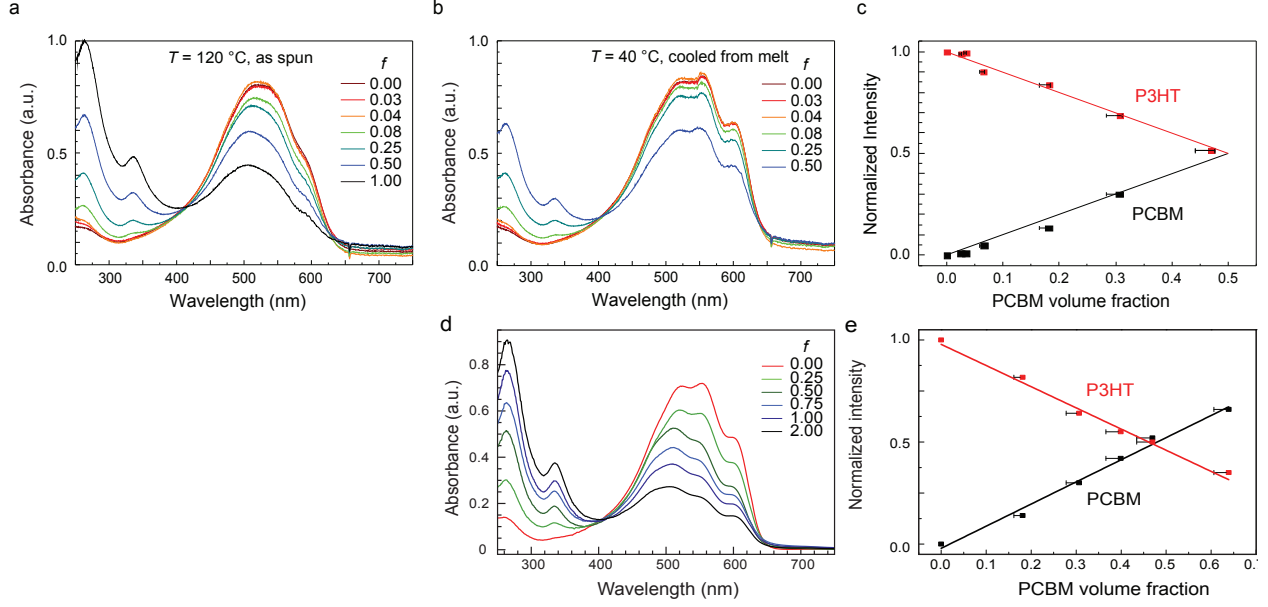 a
T = 120 °C, as spun
f
0.00
0.03
0.04
0.08
0.25
0.50
1.00
1.0
0.5
0.0
Absorbance (a.u.)
300 400 500 600 700
Wavelength (nm)
b
T = 40 °C, cooled from melt
f
0.00
0.03
0.04
0.08
0.25
0.50
1.0
0.5
0.0
Absorbance (a.u.)
300 400 500 600 700
Wavelength (nm)
c
1.0
0.5
0.0
Normalized Intensity
P3HT
PCBM
0.0 0.1 0.2 0.3 0.4 0.5
PCBM volume fraction
d
f
0.00
0.25
0.50
0.75
1.00
2.00
0.8
0.6
0.4
0.2
0
Absorbance (a.u.)
300 400 500 600 700
Wavelength (nm)
e
1.0
0.5
0.0
Normalized intensity
P3HT
PCBM
0.0 0.1 0.2 0.3 0.4 0.5 0.6
PCBM volume fraction